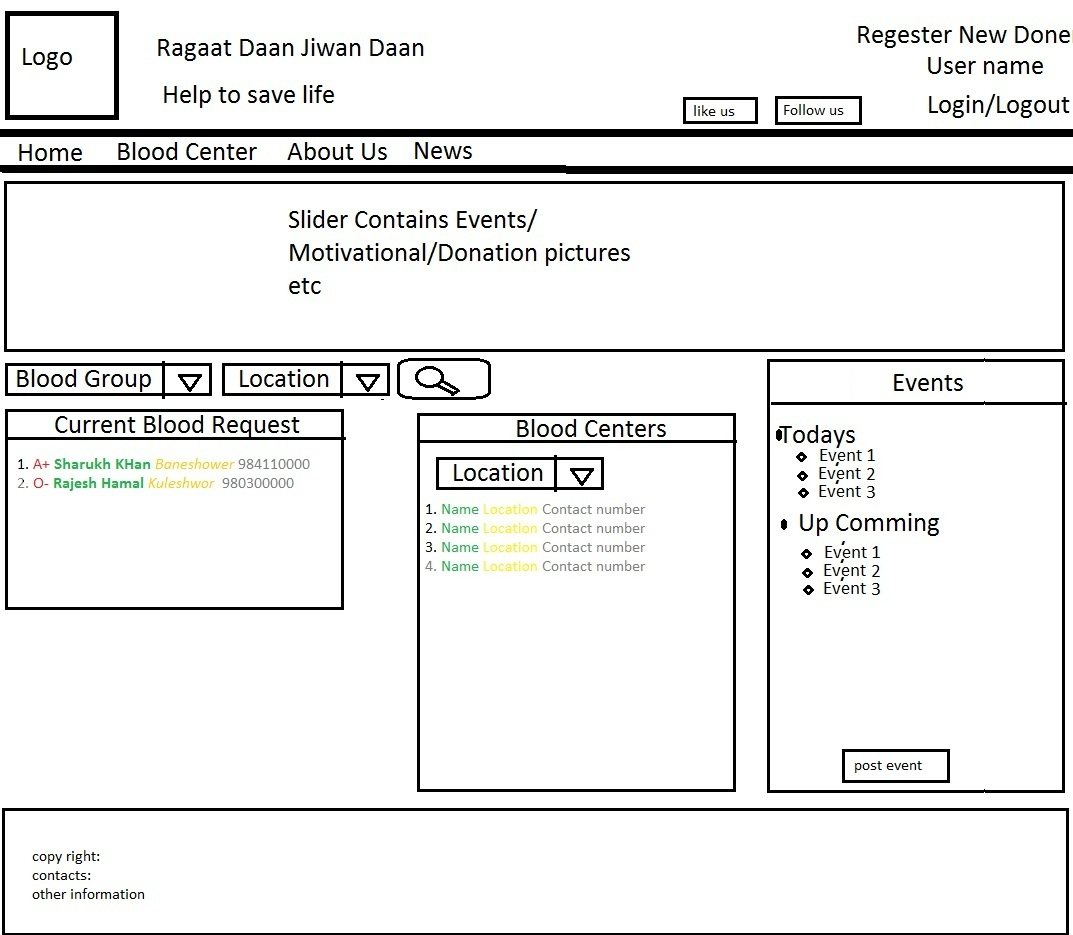 Logo
Ragaat Daan Jiwan Daan
Help to save life
like us
Follow us
Regester New Doner
User name
Login/Logout
Home Blood Center About Us News
Slider Contains Events/
Motivational/Donation pictures
etc
Blood Group
Location
Current Blood Request
1. A+ Sharukh KHan Baneshower 984110000
2. O- Rajesh Hamal Kuleshwor 980300000
Blood Centers
Location
1. Name Location Contact number
2. Name Location Contact number
3. Name Location Contact number
4. Name Location Contact number
Events
Todays
Event 1
Event 2
Event 3
Up Comming
Event 1
Event 2
Event 3
post event
copy right:
contacts:
other information